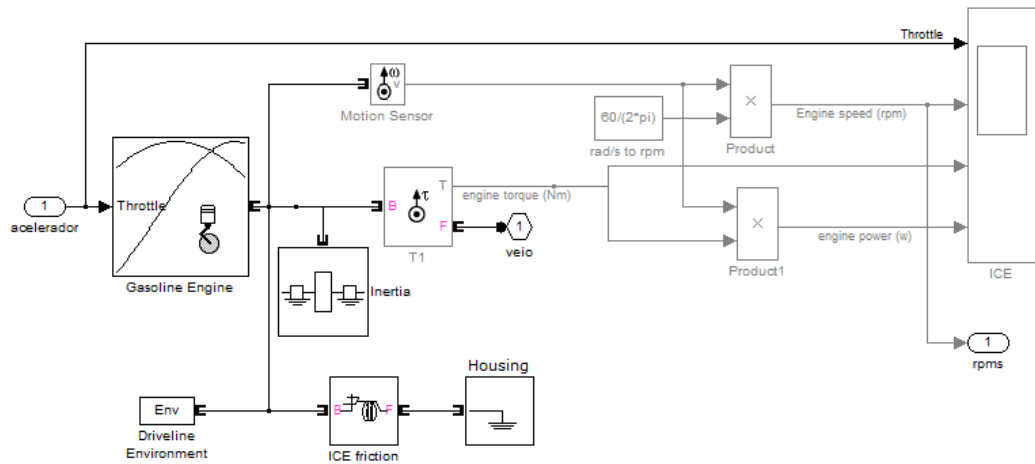 Throttle
ω
v
Motion Sensor
60/(2*pi)
rad/s to rpm
×
Product
Engine speed (rpm)
1
acelerador
Throttle
Gasoline Engine
B
τ
T
F
T1
engine torque (Nm)
1
veio
×
Product1
engine power (w)
ICE
Inertia
1
rpms
Housing
Env
Driveline
Environment
B
F
ICE friction